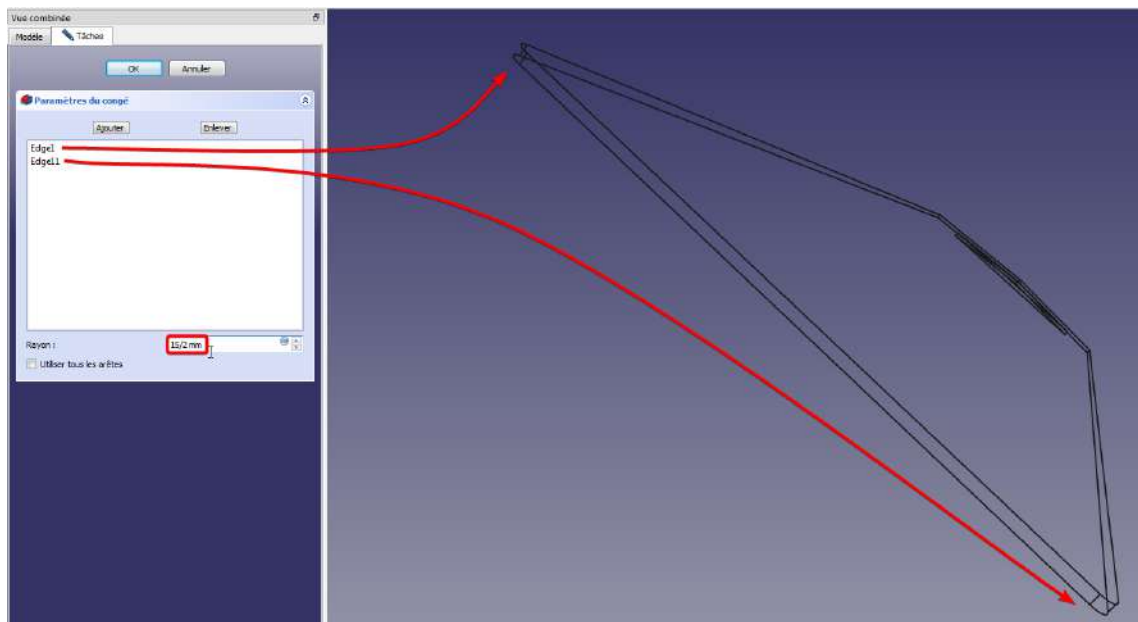 Vue combinée
Modèle
Tâches
OK
Annuler
Paramètres du congé
Ajouter
Enlever
Edge1
Edge11
Rayon :
15/2 mm
Utiliser tous les arêtes